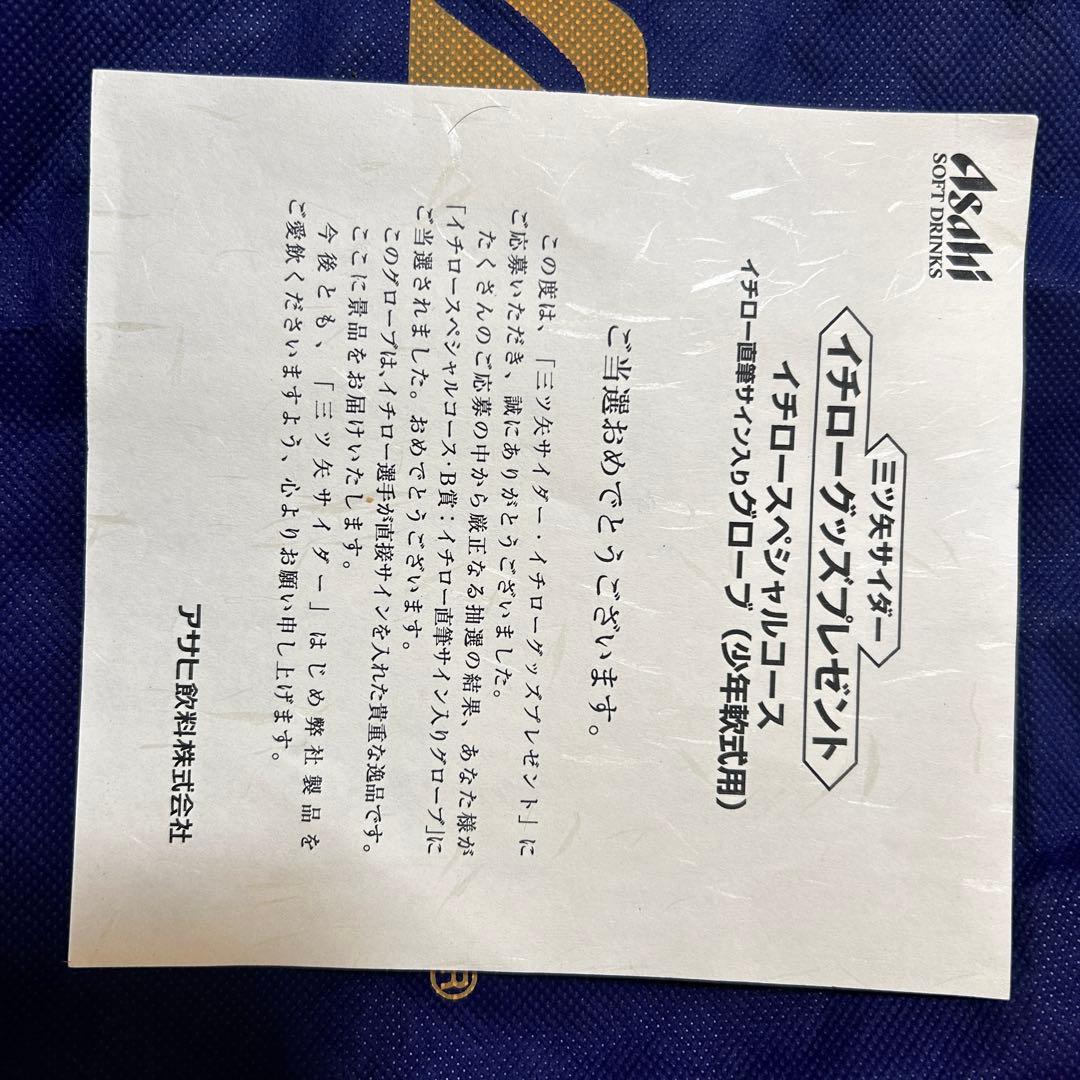 Asahi
SOFT DRINKS
三ツ矢サイダー
イチローグッズプレゼント
イチロースペシャルコース
イチロー直筆サイン入りグローブ(少年軟式用)
ご当選おめでとうございます。
この度は、「三ツ矢サイダー・イチローグッズプレゼント」に
ご応募いただき、誠にありがとうございました。
たくさんのご応募の中から厳正なる抽選の結果、あなた様が
「イチロースペシャルコース・B賞:イチロー直筆サイン入りグローブ」に
ご当選されました。おめでとうございます。
このグローブは、イチロー選手が直接サインを入れた貴重な逸品です。
ここに景品をお届けいたします。
今後とも、「三ツ矢サイダー」はじめ弊社製品を
ご愛飲くださいますよう、心よりお願い申し上げます。
アサヒ飲料株式会社
®